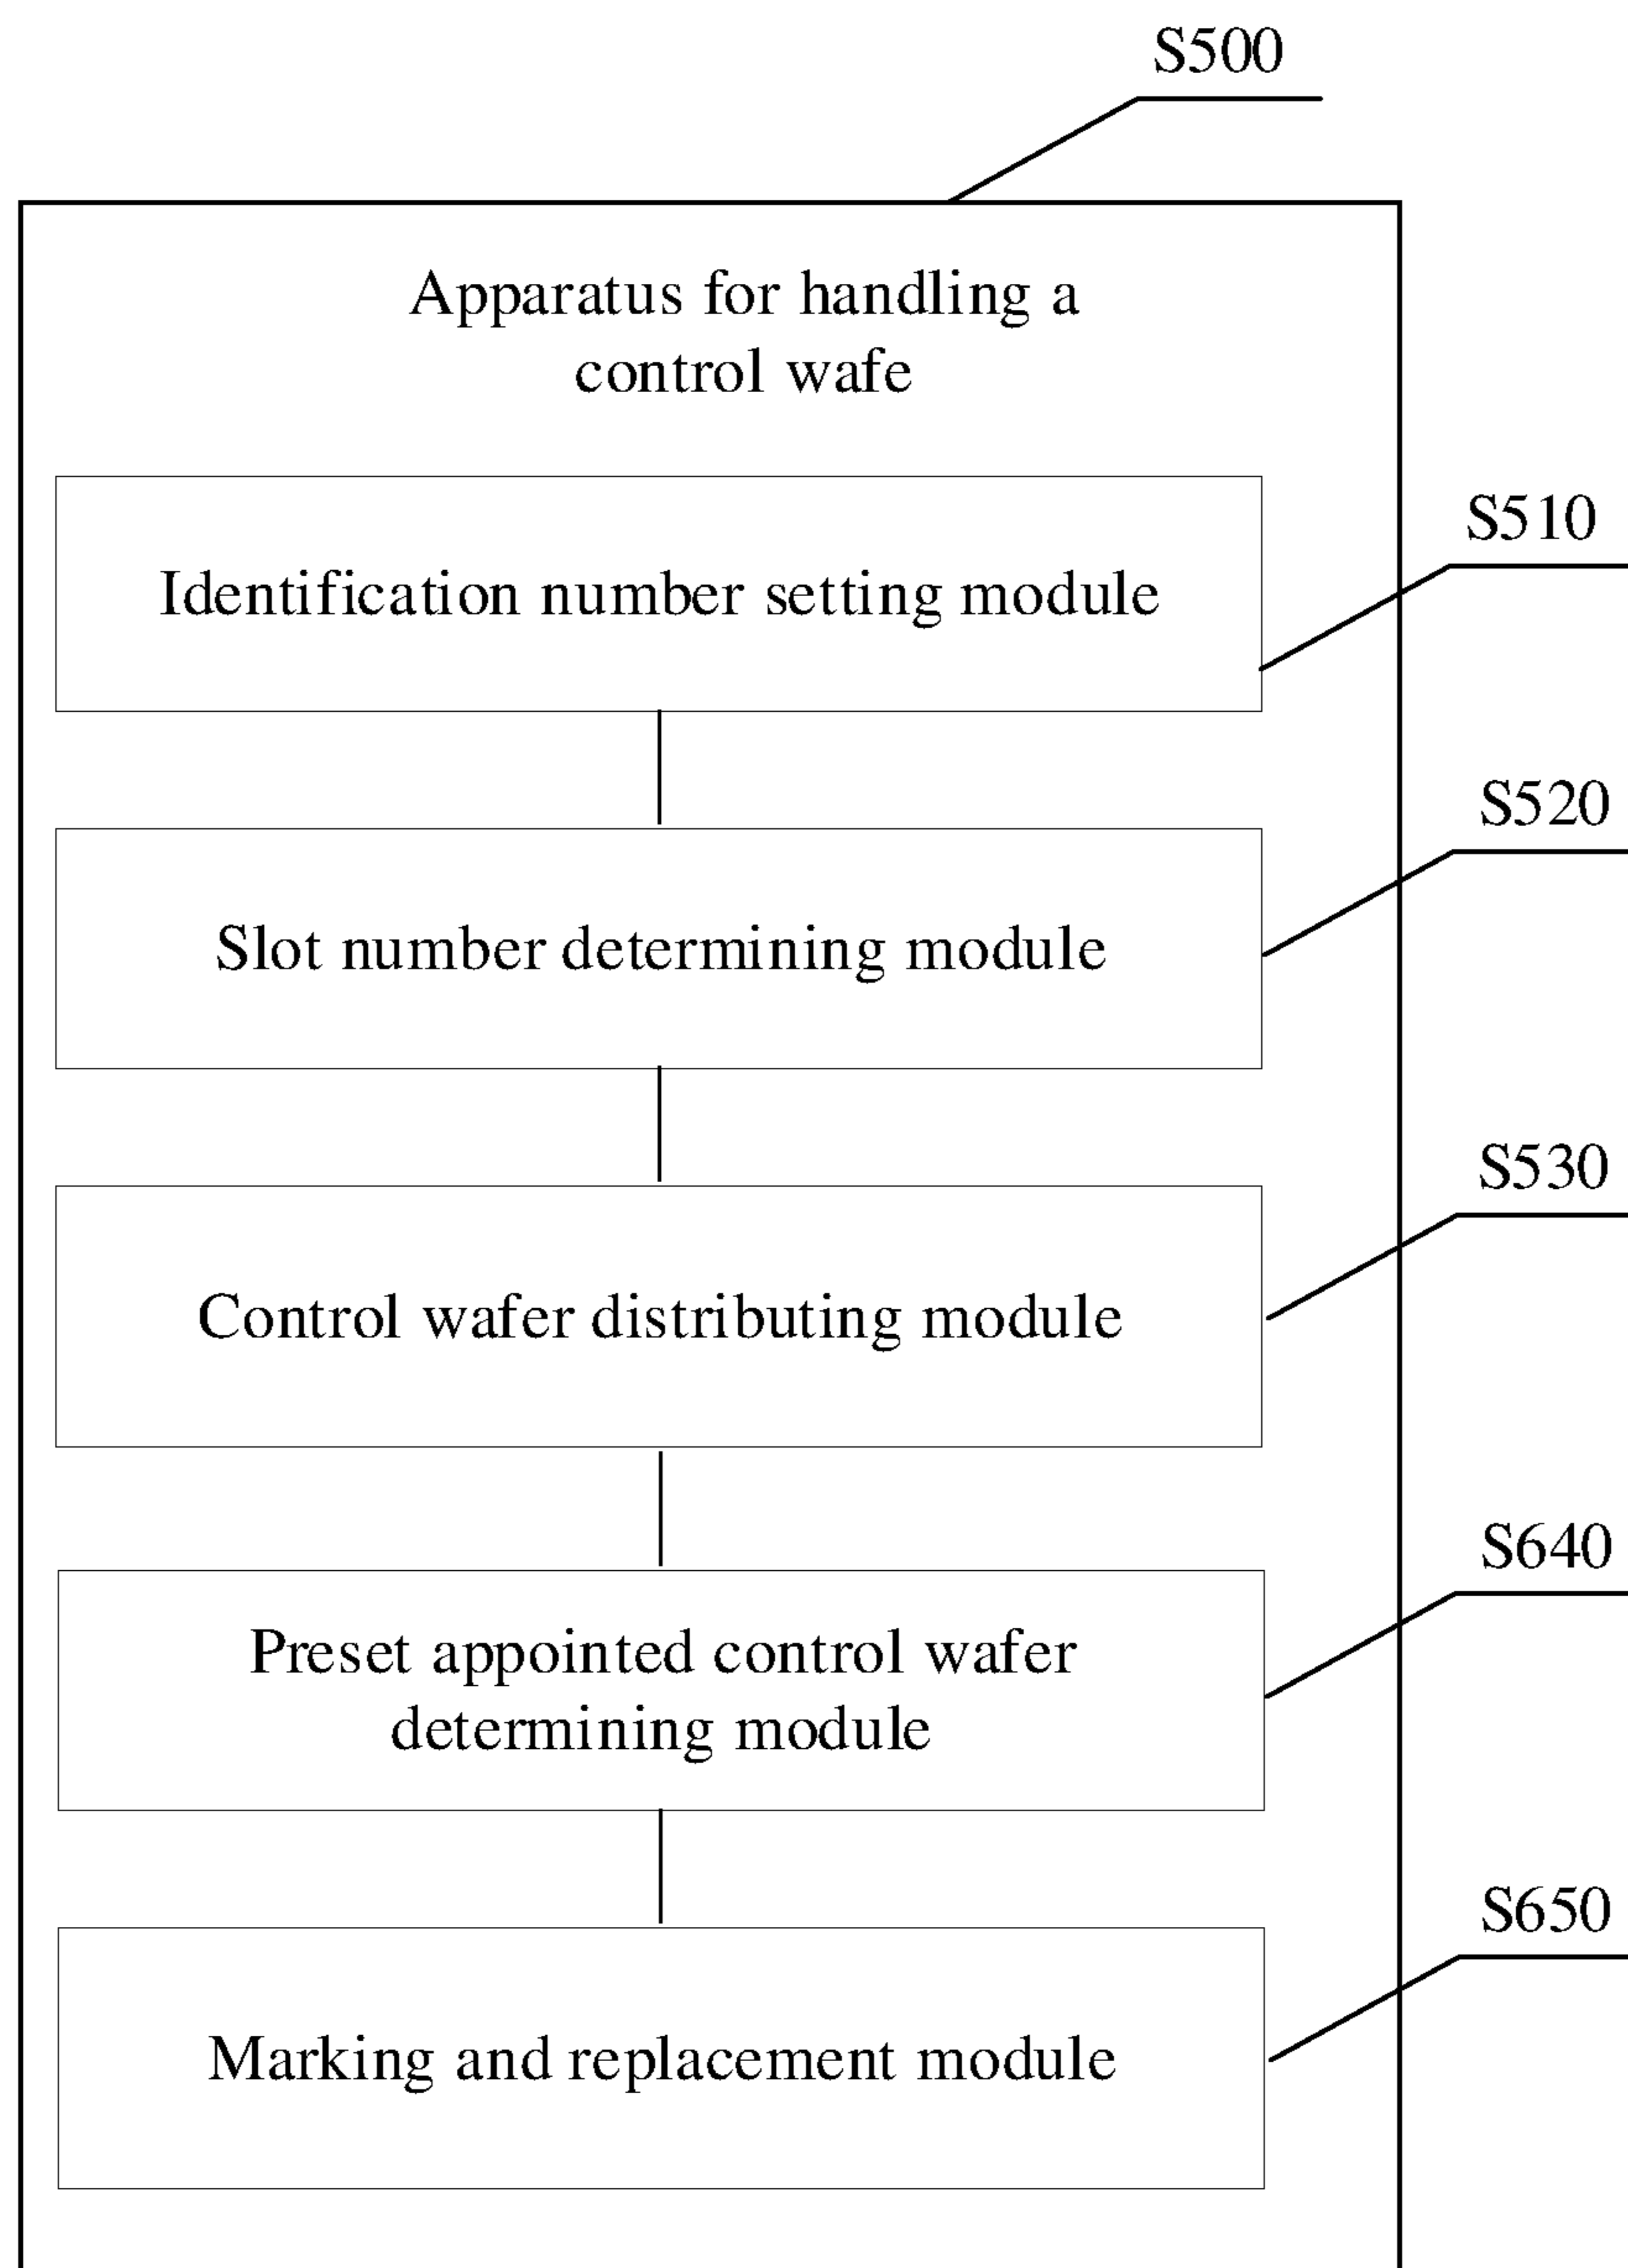 S500
Apparatus for handling a
control wafe
S510
Identification number setting module
S520
Slot number determining module
S530
Control wafer distributing module
S640
Preset appointed control wafer
determining module
S650
Marking and replacement module